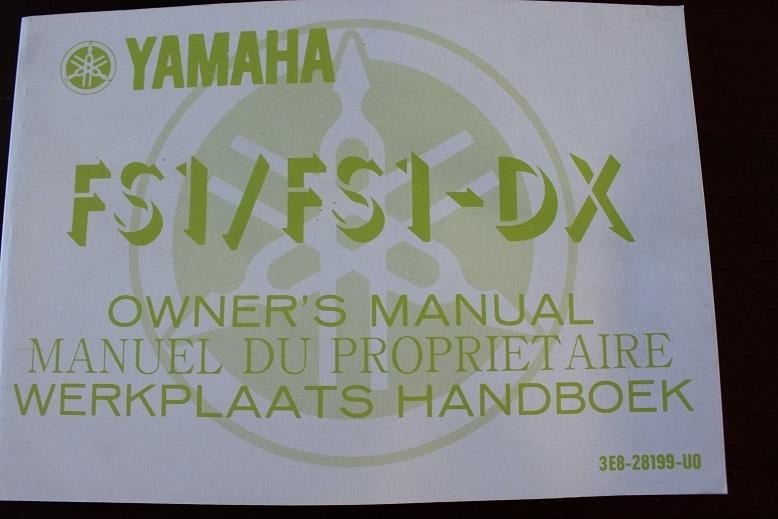 YAMAHA
FS1/FS1-DX
OWNER'S MANUAL
MANUEL DU PROPRIETAIRE
WERKPLAATS HANDBOEK
3E8-28199-U0